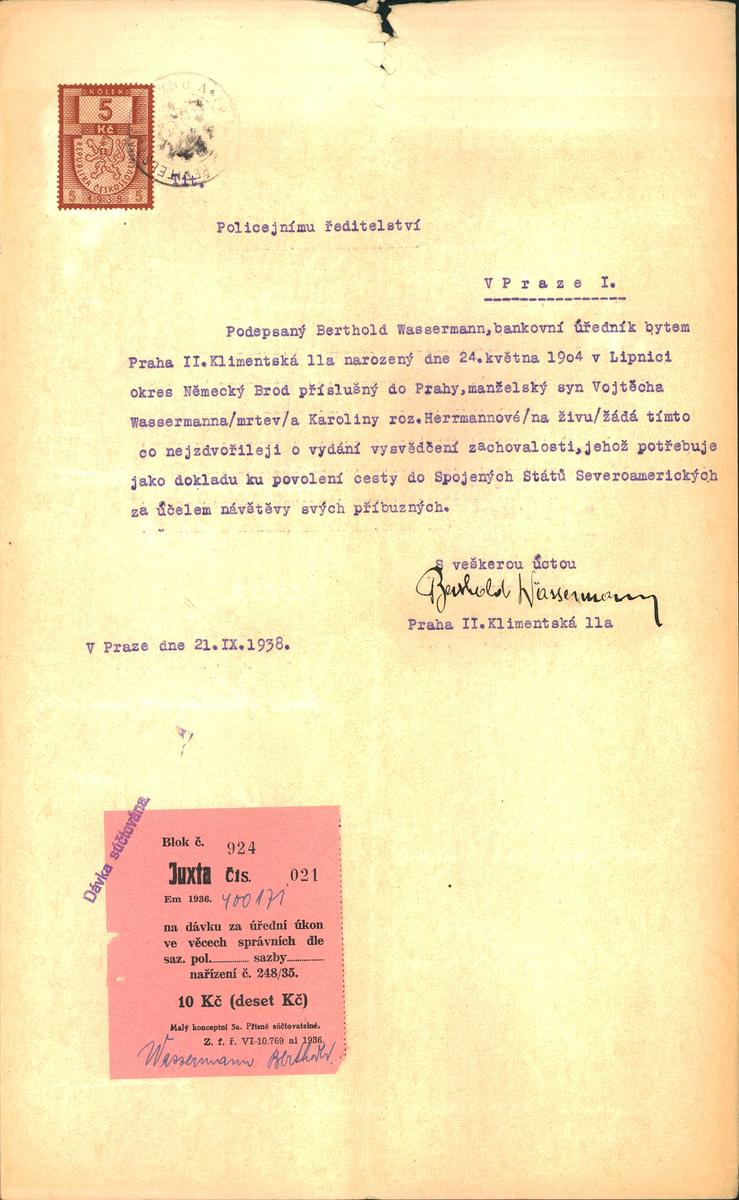 KOLEK
5
Kč
REPUBLIKA ČESKOSLOVENSKÁ
5 1938 5
Tit.
Policejnímu ředitelství
V P r a z e I.
Podepsaný Berthold Wassermann,bankovní úředník bytem
Praha II.Klimentská 11a narozený dne 24.května 1904 v Lipnici
okres Německý Brod příslušný do Prahy,manželský syn Vojtěcha
Wassermanna/mrtev/a Karoliny roz.Herrmannové/na živu/žádá tímto
co nejzdvořileji o vydání vysvědčení zachovalosti,jehož potřebuje
jako dokladu ku povolení cesty do Spojených Států Severoamerických
za účelem návětěvy svých příbuzných.
S veškerou úctou
Berthold Wassermann
Praha II.Klimentská 11a
V Praze dne 21.IX.1938.
Dávka súčtována.
Blok č. 924
Juxta čís. 021
Em 1936. 400171
na dávku za úřední úkon
ve věcech správních dle
saz. pol............ sazby............
nařízení č. 248/35.
10 Kč (deset Kč)
Malý konceptní Sa. Přísně súčtovatelné.
Z. f. ř. VI-10.769 ai 1936.
Wassermann Berthold.